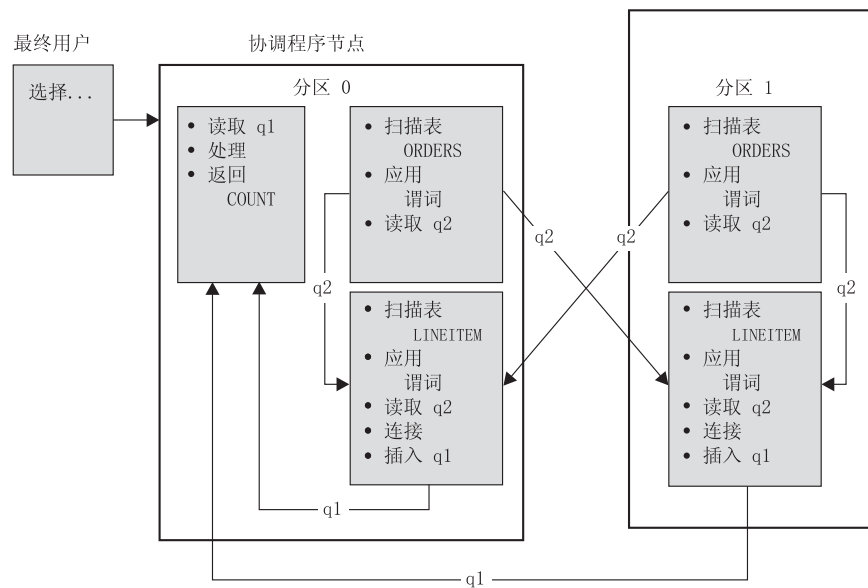 最终用户
选择...
协调程序节点
分区 0
• 读取 q1
• 处理
• 返回
COUNT
• 扫描表
ORDERS
• 应用
谓词
• 读取 q2
q2
• 扫描表
LINEITEM
• 应用
谓词
• 读取 q2
• 连接
• 插入 q1
q1
q2
q2
分区 1
• 扫描表
ORDERS
• 应用
谓词
• 读取 q2
q2
• 扫描表
LINEITEM
• 应用
谓词
• 读取 q2
• 连接
• 插入 q1
q1